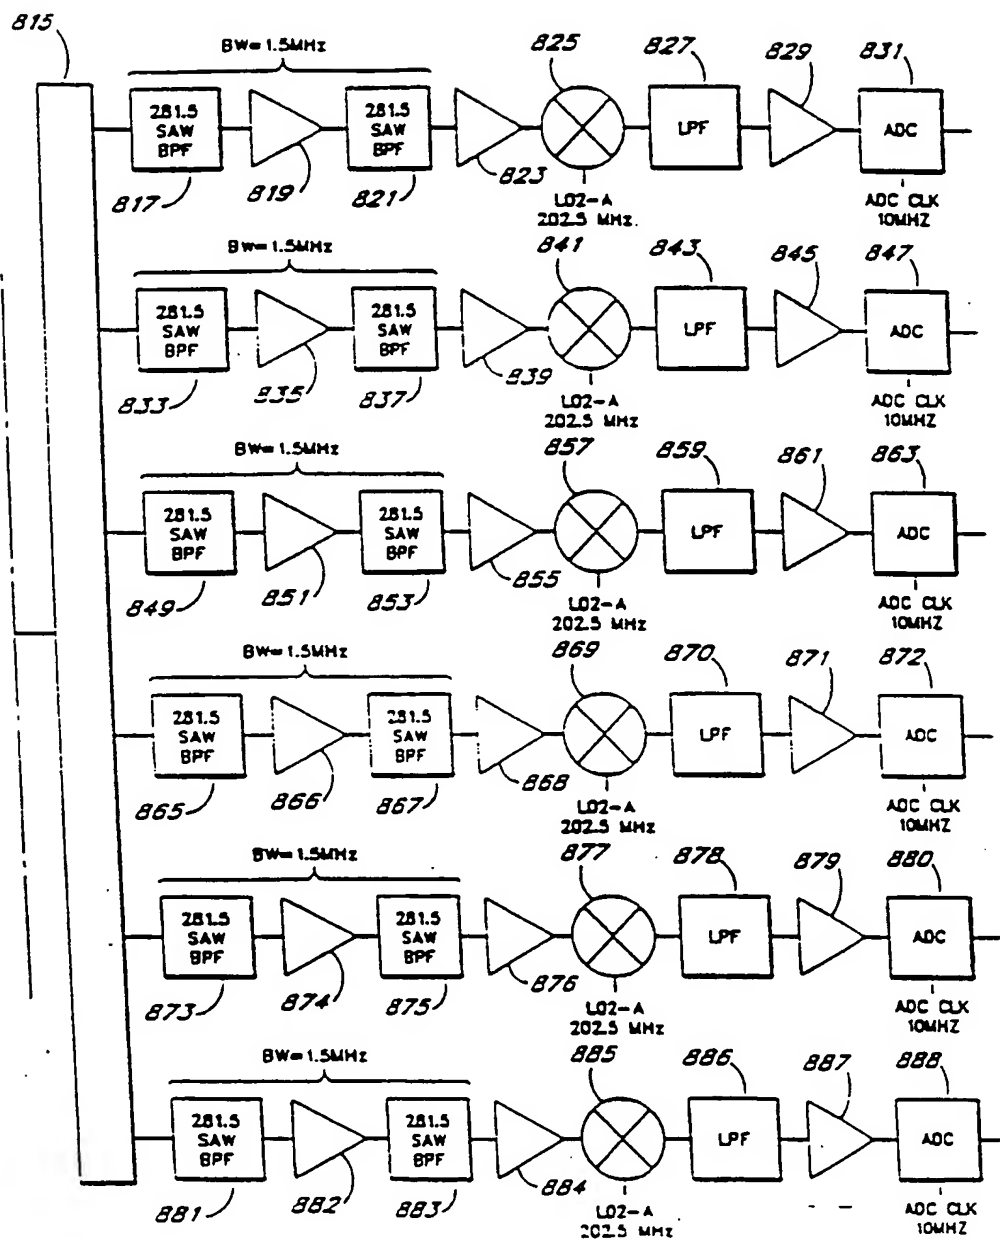 815
BW=1.5MHz
825
827
829
831
281.5
SAW
BPF
281.5
SAW
BPF
LPF
ADC
817
819
821
823
LO2-A
202.5 MHz.
ADC CLK
10MHZ
BW=1.5MHz
841
843
845
847
281.5
SAW
BPF
281.5
SAW
BPF
LPF
ADC
833
835
837
839
LO2-A
202.5 MHz
ADC CLK
10MHZ
BW=1.5MHz
857
859
861
863
281.5
SAW
BPF
281.5
SAW
BPF
LPF
ADC
849
851
853
855
LO2-A
202.5 MHz
ADC CLK
10MHZ
BW=1.5MHz
869
870
871
872
281.5
SAW
BPF
281.5
SAW
BPF
LPF
ADC
865
866
867
868
LO2-A
202.5 MHz
ADC CLK
10MHZ
BW=1.5MHz
877
878
879
880
281.5
SAW
BPF
281.5
SAW
BPF
LPF
ADC
873
874
875
876
LO2-A
202.5 MHz
ADC CLK
10MHZ
BW=1.5MHz
885
886
887
888
281.5
SAW
BPF
281.5
SAW
BPF
LPF
ADC
881
882
883
884
LO2-A
202.5 MHz
ADC CLK
10MHZ